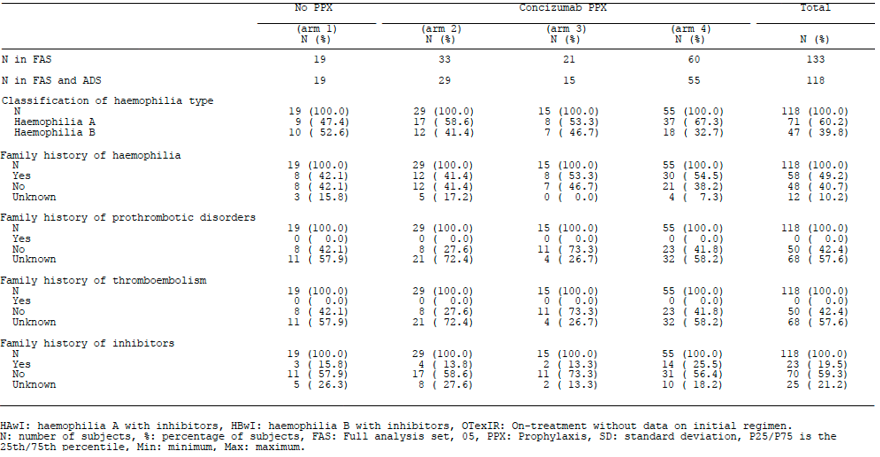 No PPX Concizumab PPX Total
(arm 1) (arm 2) (arm 3) (arm 4)
N (%) N (%) N (%) N (%) N (%)
N in FAS 19 33 21 60 133
N in FAS and ADS 19 29 15 55 118
Classification of haemophilia type
N 19 (100.0) 29 (100.0) 15 (100.0) 55 (100.0) 118 (100.0)
Haemophilia A 9 ( 47.4) 17 ( 58.6) 8 ( 53.3) 37 ( 67.3) 71 ( 60.2)
Haemophilia B 10 ( 52.6) 12 ( 41.4) 7 ( 46.7) 18 ( 32.7) 47 ( 39.8)
Family history of haemophilia
N 19 (100.0) 29 (100.0) 15 (100.0) 55 (100.0) 118 (100.0)
Yes 8 ( 42.1) 12 ( 41.4) 8 ( 53.3) 30 ( 54.5) 58 ( 49.2)
No 8 ( 42.1) 12 ( 41.4) 7 ( 46.7) 21 ( 38.2) 48 ( 40.7)
Unknown 3 ( 15.8) 5 ( 17.2) 0 ( 0.0) 4 ( 7.3) 12 ( 10.2)
Family history of prothrombotic disorders
N 19 (100.0) 29 (100.0) 15 (100.0) 55 (100.0) 118 (100.0)
Yes 0 ( 0.0) 0 ( 0.0) 0 ( 0.0) 0 ( 0.0) 0 ( 0.0)
No 8 ( 42.1) 8 ( 27.6) 11 ( 73.3) 23 ( 41.8) 50 ( 42.4)
Unknown 11 ( 57.9) 21 ( 72.4) 4 ( 26.7) 32 ( 58.2) 68 ( 57.6)
Family history of thromboembolism
N 19 (100.0) 29 (100.0) 15 (100.0) 55 (100.0) 118 (100.0)
Yes 0 ( 0.0) 0 ( 0.0) 0 ( 0.0) 0 ( 0.0) 0 ( 0.0)
No 8 ( 42.1) 8 ( 27.6) 11 ( 73.3) 23 ( 41.8) 50 ( 42.4)
Unknown 11 ( 57.9) 21 ( 72.4) 4 ( 26.7) 32 ( 58.2) 68 ( 57.6)
Family history of inhibitors
N 19 (100.0) 29 (100.0) 15 (100.0) 55 (100.0) 118 (100.0)
Yes 3 ( 15.8) 4 ( 13.8) 2 ( 13.3) 14 ( 25.5) 23 ( 19.5)
No 11 ( 57.9) 17 ( 58.6) 11 ( 73.3) 31 ( 56.4) 70 ( 59.3)
Unknown 5 ( 26.3) 8 ( 27.6) 2 ( 13.3) 10 ( 18.2) 25 ( 21.2)
HAwI: haemophilia A with inhibitors, HBwI: haemophilia B with inhibitors, OTexIR: On-treatment without data on initial regimen.
N: number of subjects, %: percentage of subjects, FAS: Full analysis set, 05, PPX: Prophylaxis, SD: standard deviation, P25/P75 is the
25th/75th percentile, Min: minimum, Max: maximum.